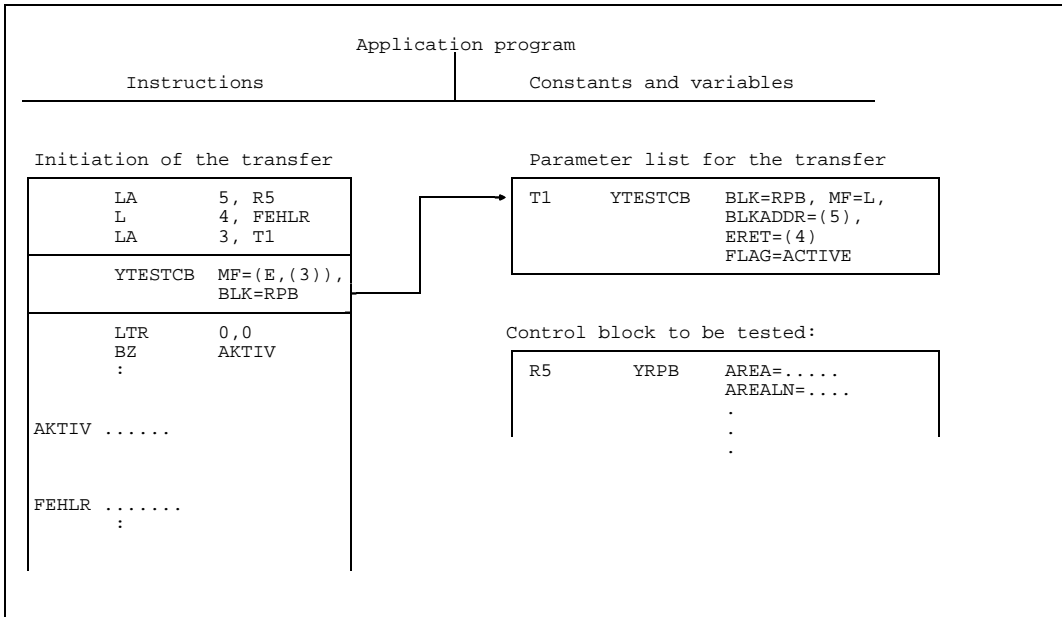 Application program
Instructions
Constants and variables
Initiation of the transfer
LA 5, R5
L 4, FEHLR
LA 3, T1
YTESTCB MF=(E,(3)),
BLK=RPB
LTR 0,0
BZ AKTIV
:
AKTIV ......
FEHLR .......
:
Parameter list for the transfer
T1 YTESTCB BLK=RPB, MF=L,
BLKADDR=(5),
ERET=(4)
FLAG=ACTIVE
Control block to be tested:
R5 YRPB AREA=.....
AREALN=....
.
.
.